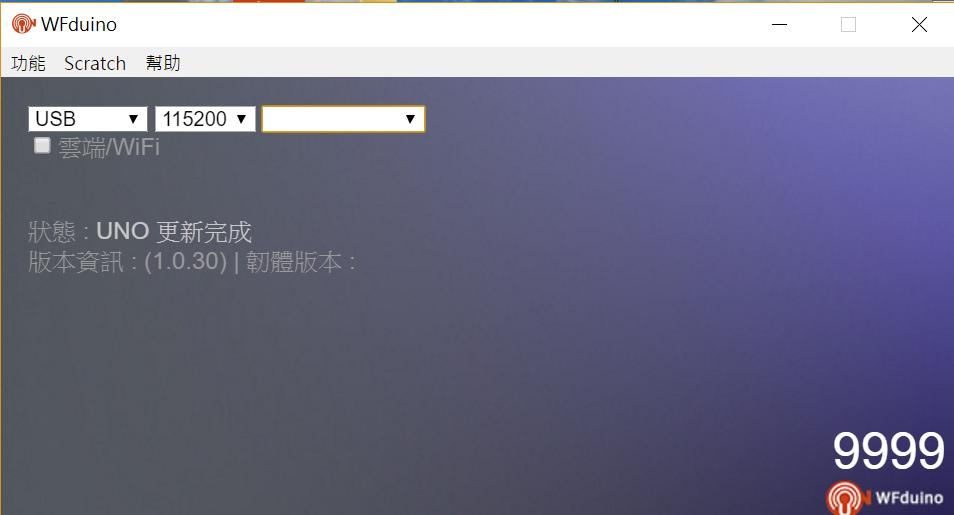 WFduino
功能 Scratch 幫助
USB 115200
雲端/WiFi
狀態 : UNO 更新完成
版本資訊 : (1.0.30) | 韌體版本 :
9999
WFduino